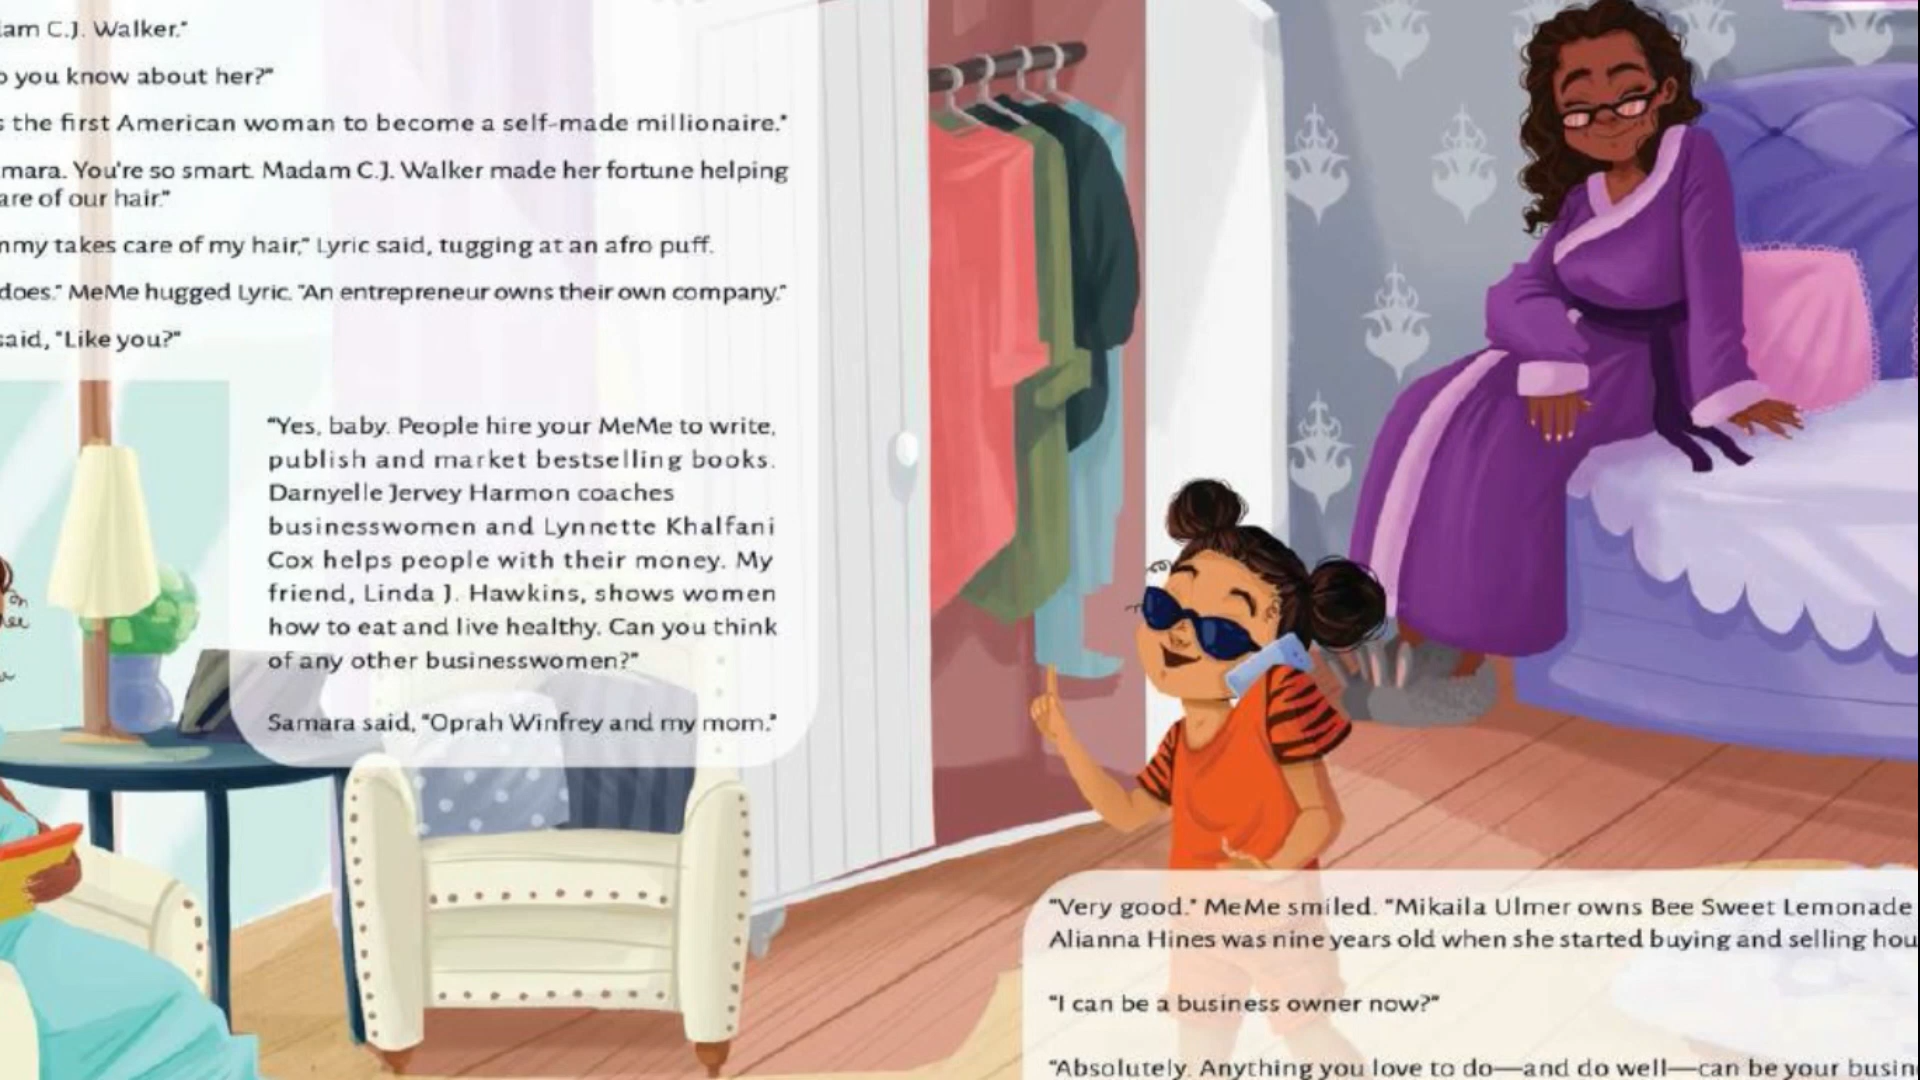 am C.J. Walker."
you know about her?"
the first American woman to become a self-made millionaire."
mara. You're so smart. Madam C.J. Walker made her fortune helping
are of our hair."
mmy takes care of my hair," Lyric said, tugging at an afro puff.
does." MeMe hugged Lyric. "An entrepreneur owns their own company."
said, "Like you?"
"Yes, baby. People hire your MeMe to write,
publish and market bestselling books.
Darnyelle Jervey Harmon coaches
businesswomen and Lynnette Khalfani
Cox helps people with their money. My
friend, Linda J. Hawkins, shows women
how to eat and live healthy. Can you think
of any other businesswomen?"
Samara said, "Oprah Winfrey and my mom."
"Very good." MeMe smiled. "Mikaila Ulmer owns Bee Sweet Lemonade
Alianna Hines was nine years old when she started buying and selling hou
"I can be a business owner now?"
"Absolutely. Anything you love to do—and do well—can be your busin